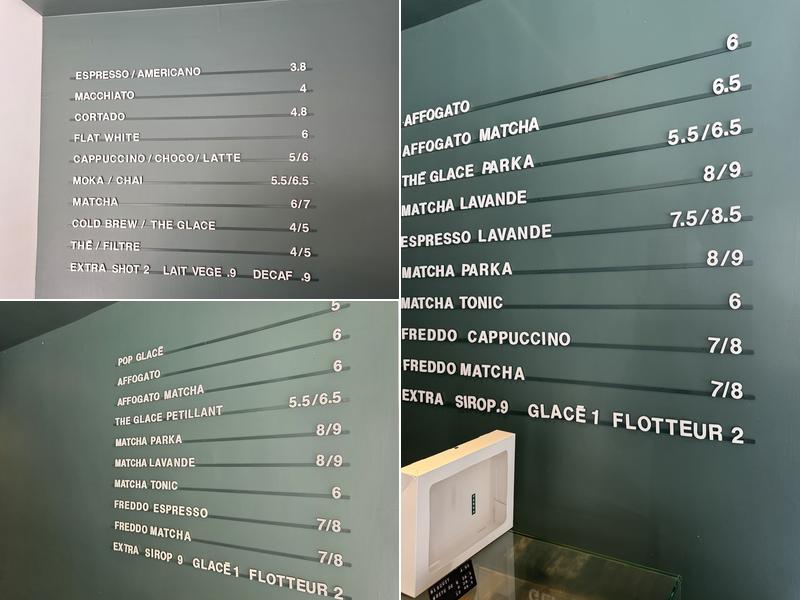 ESPRESSO / AMERICANO 3.8
MACCHIATO 4
CORTADO 4.8
FLAT WHITE 6
CAPPUCCINO / CHOCO / LATTE 5/6
MOKA / CHAI 5.5/6.5
MATCHA 6/7
COLD BREW / THE GLACE 4/5
THÉ / FILTRE 4/5
EXTRA SHOT 2 LAIT VEGE .9 DECAF .9
POP GLACÉ 5
AFFOGATO 6
AFFOGATO MATCHA 6
THE GLACE PETILLANT 5.5/6.5
MATCHA PARKA 8/9
MATCHA LAVANDE 8/9
MATCHA TONIC 6
FREDDO ESPRESSO 7/8
FREDDO MATCHA 7/8
EXTRA SIROP 9 GLACÉ 1 FLOTTEUR 2
AFFOGATO 6
AFFOGATO MATCHA 6.5
THÉ GLACE PARKA 5.5/6.5
MATCHA LAVANDE 8/9
ESPRESSO LAVANDE 7.5/8.5
MATCHA PARKA 8/9
MATCHA TONIC 6
FREDDO CAPPUCCINO 7/8
FREDDO MATCHA 7/8
EXTRA SIROP.9 GLACÉ 1 FLOTTEUR 2